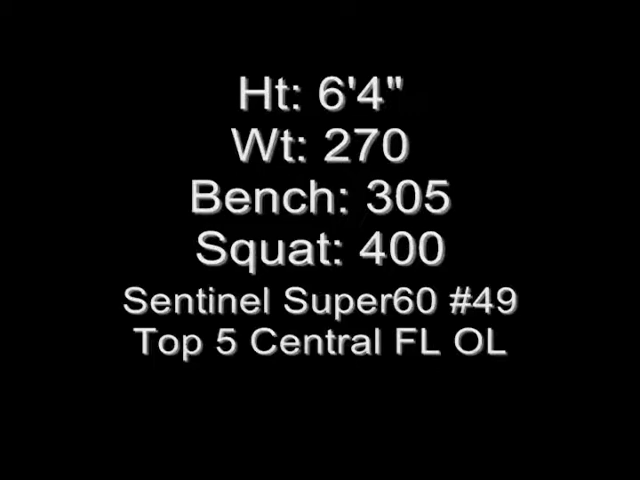 Ht: 6'4"
Wt: 270
Bench: 305
Squat: 400
Sentinel Super60 #49
Top 5 Central FL OL